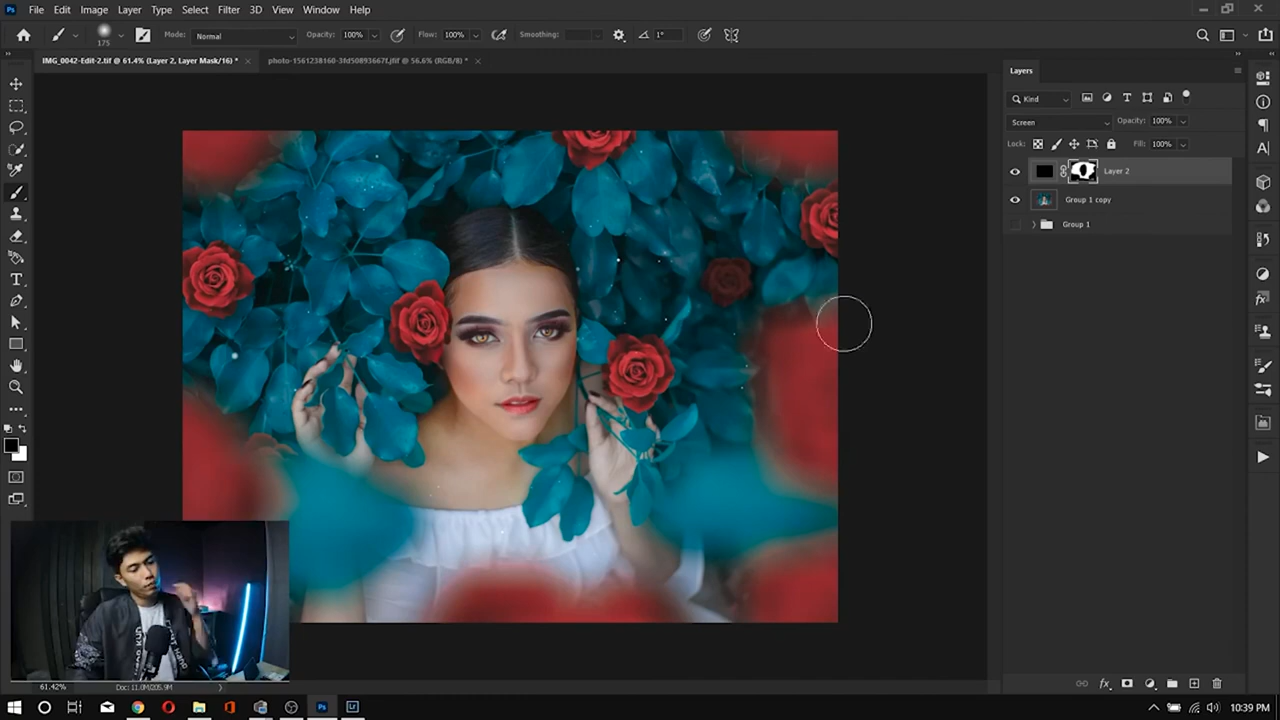 Ps File Edit Image Layer Type Select Filter 3D View Window Help
175 Mode: Normal Opacity: 100% Flow: 100% Smoothing: 1°
IMG_0042-Edit-2.tif @ 61.4% (Layer 2, Layer Mask/16) * × photo-1561238160-3fd50893667f.jfif @ 56.6% (RGB/8) * ×
Layers
Kind
Screen Opacity: 100%
Lock: Fill: 100%
Layer 2
Group 1 copy
Group 1
61.42% Doc: 11.0M/205.9M
10:39 PM